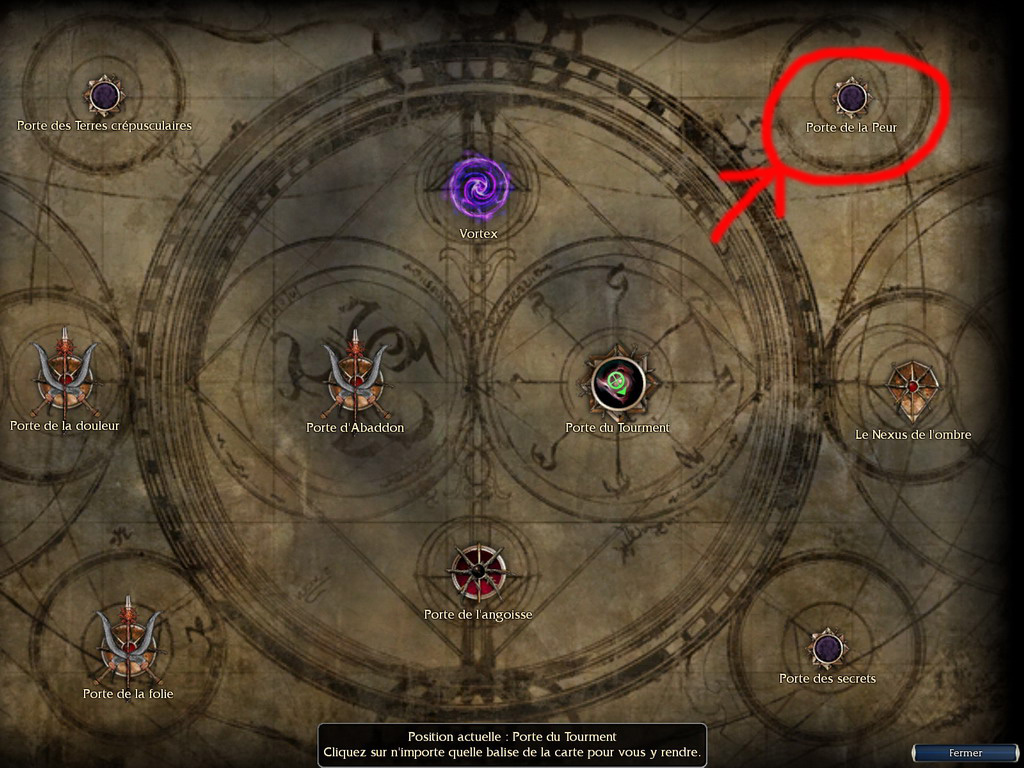 Porte des Terres crépusculaires
Porte de la Peur
Vortex
Porte de la douleur
Porte d'Abaddon
Porte du Tourment
Le Nexus de l'ombre
Porte de l'angoisse
Porte de la folie
Porte des secrets
Position actuelle : Porte du Tourment
Cliquez sur n'importe quelle balise de la carte pour vous y rendre.
Fermer